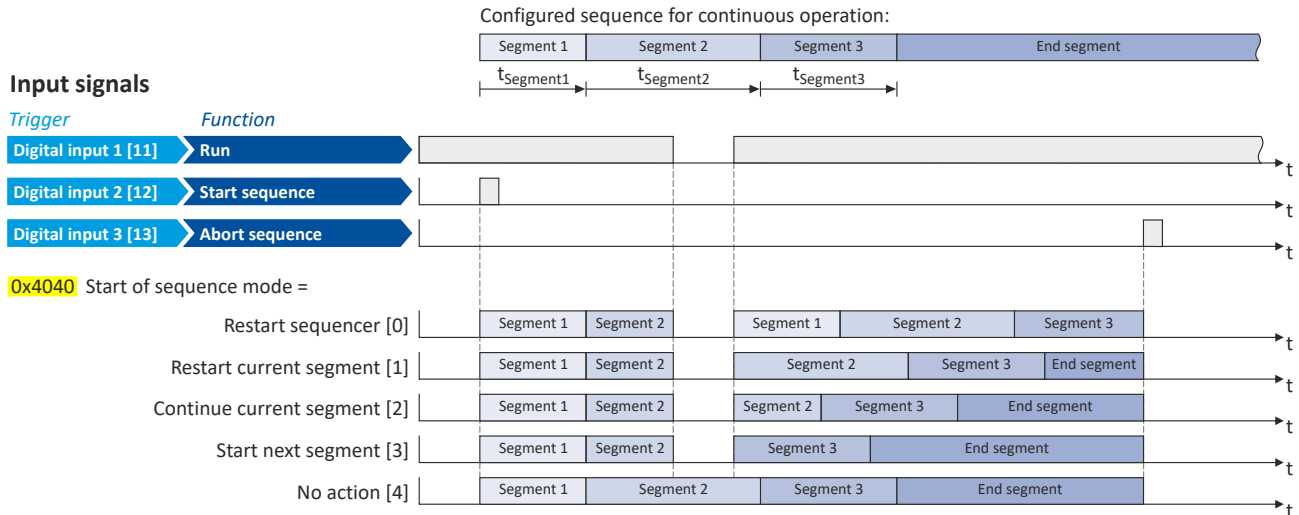 Configured sequence for continuous operation:
Segment 1 Segment 2 Segment 3 End segment
tSegment1 tSegment2 tSegment3
Input signals
Trigger Function
Digital input 1 [11] Run
t
Digital input 2 [12] Start sequence
t
Digital input 3 [13] Abort sequence
t
0x4040 Start of sequence mode =
Restart sequencer [0] Segment 1 Segment 2 Segment 1 Segment 2 Segment 3
t
Restart current segment [1] Segment 1 Segment 2 Segment 2 Segment 3 End segment
t
Continue current segment [2] Segment 1 Segment 2 Segment 2 Segment 3 End segment
t
Start next segment [3] Segment 1 Segment 2 Segment 3 End segment
t
No action [4] Segment 1 Segment 2 Segment 3 End segment
t